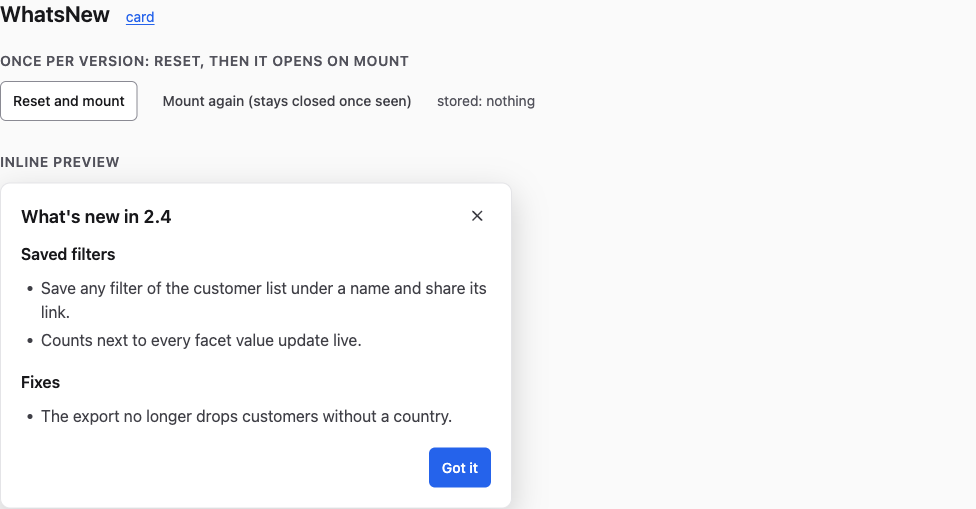 WhatsNew card
ONCE PER VERSION: RESET, THEN IT OPENS ON MOUNT
Reset and mount Mount again (stays closed once seen) stored: nothing
INLINE PREVIEW
What's new in 2.4
Saved filters
• Save any filter of the customer list under a name and share its
link.
• Counts next to every facet value update live.
Fixes
• The export no longer drops customers without a country.
Got it